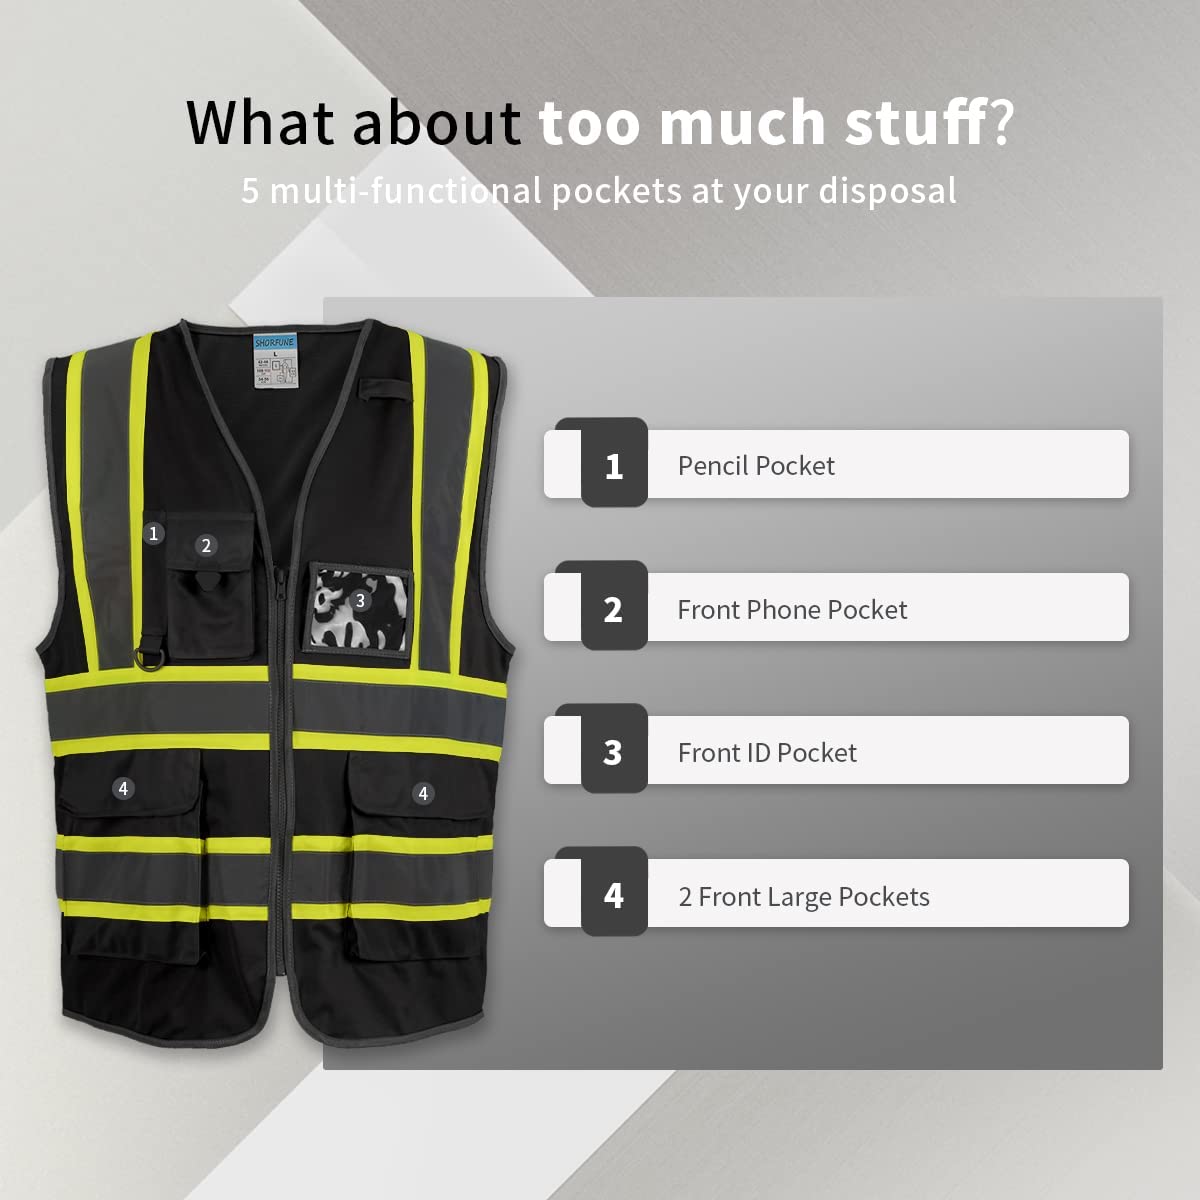 What about too much stuff?
5 multi-functional pockets at your disposal
SHORFUNE
L
1
2
3
4
4
1 Pencil Pocket
2 Front Phone Pocket
3 Front ID Pocket
4 2 Front Large Pockets